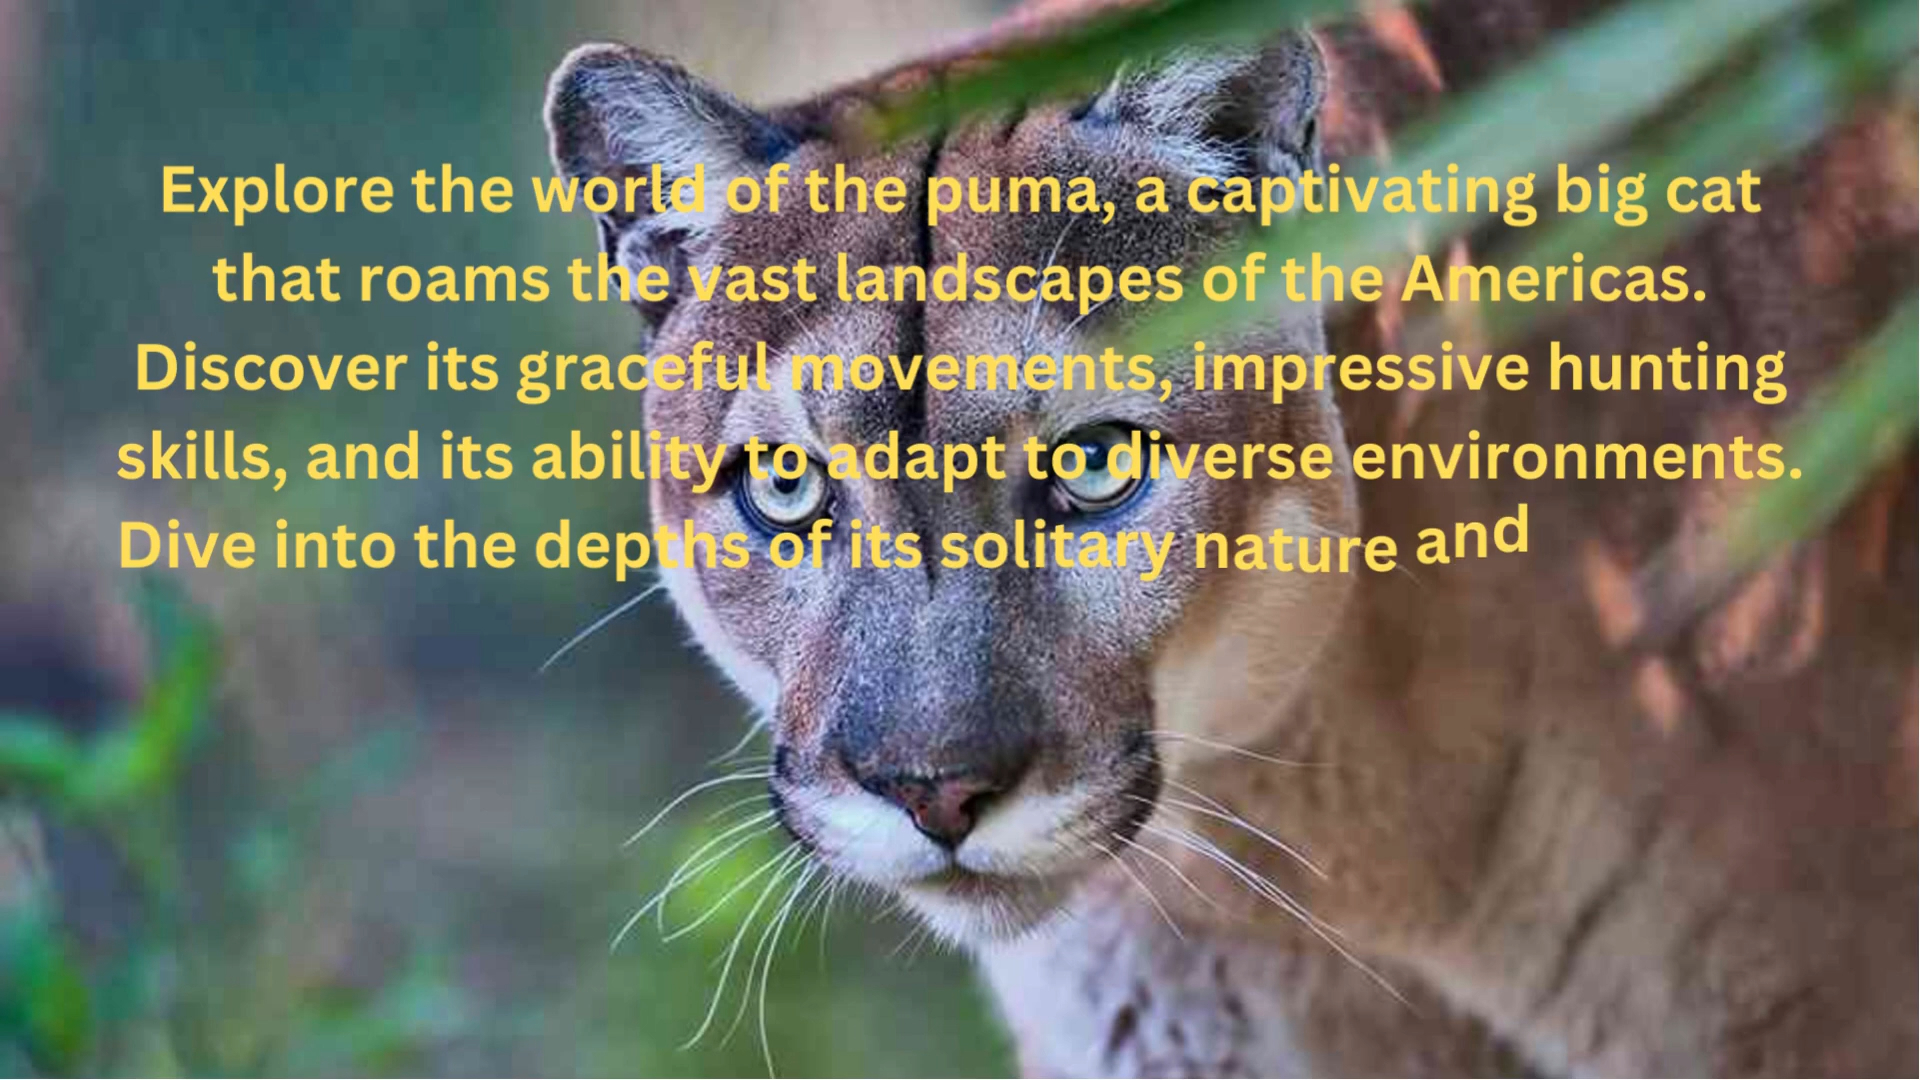 Explore the world of the puma, a captivating big cat
that roams the vast landscapes of the Americas.
Discover its graceful movements, impressive hunting
skills, and its ability to adapt to diverse environments.
Dive into the depths of its solitary nature and